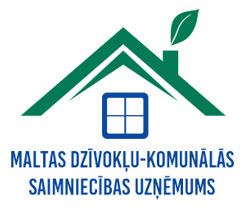 MALTAS DZĪVOKĻU-KOMUNĀLĀS
SAIMNIECĪBAS UZŅĒMUMS